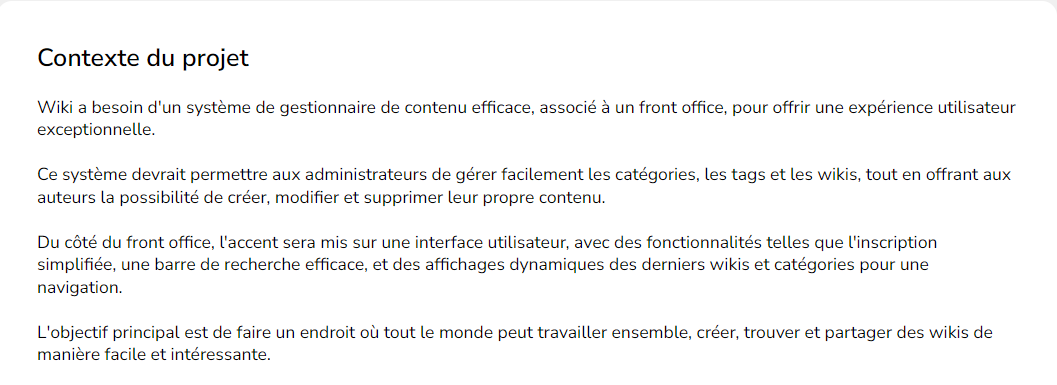 Contexte du projet
Wiki a besoin d'un système de gestionnaire de contenu efficace, associé à un front office, pour offrir une expérience utilisateur
exceptionnelle.
Ce système devrait permettre aux administrateurs de gérer facilement les catégories, les tags et les wikis, tout en offrant aux
auteurs la possibilité de créer, modifier et supprimer leur propre contenu.
Du côté du front office, l'accent sera mis sur une interface utilisateur, avec des fonctionnalités telles que l'inscription
simplifiée, une barre de recherche efficace, et des affichages dynamiques des derniers wikis et catégories pour une
navigation.
L'objectif principal est de faire un endroit où tout le monde peut travailler ensemble, créer, trouver et partager des wikis de
manière facile et intéressante.